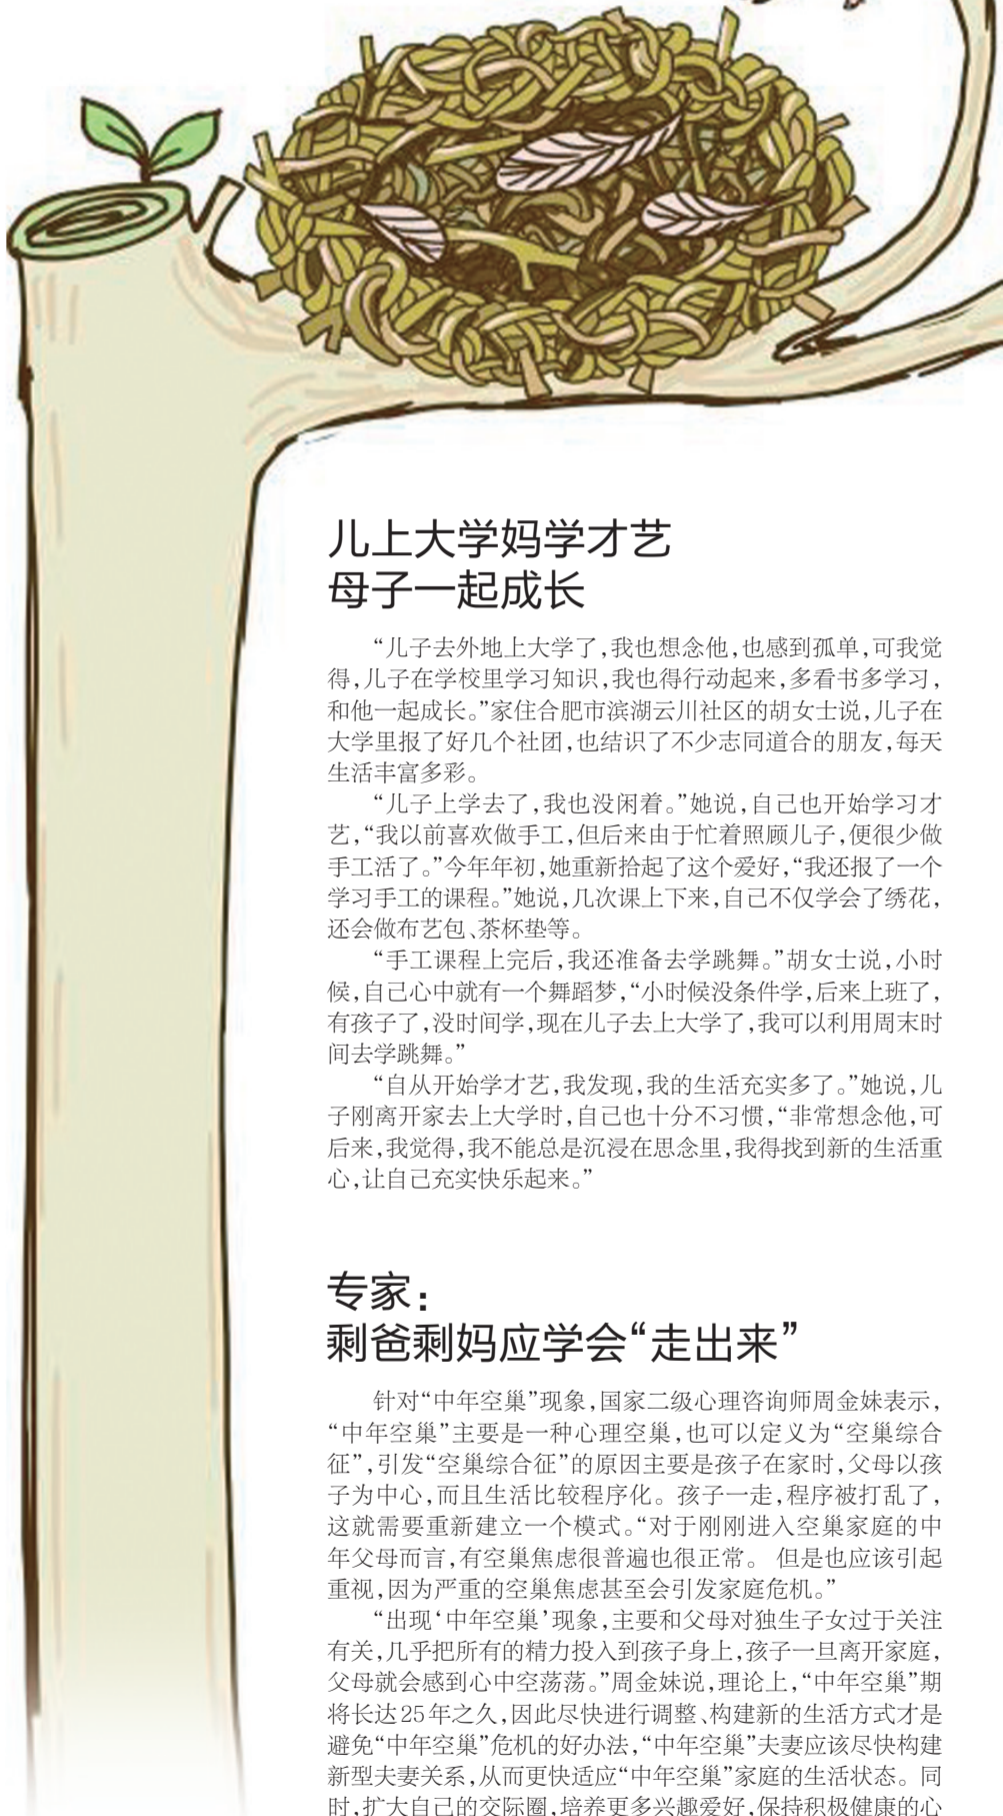 儿上大学妈学才艺
母子一起成长
“儿子去外地上大学了,我也想念他,也感到孤单,可我觉
得,儿子在学校里学习知识,我也得行动起来,多看书多学习,
和他一起成长。”家住合肥市滨湖云川社区的胡女士说,儿子在
大学里报了好几个社团,也结识了不少志同道合的朋友,每天
生活丰富多彩。
“儿子上学去了,我也没闲着。”她说,自己也开始学习才
艺,“我以前喜欢做手工,但后来由于忙着照顾儿子,便很少做
手工活了。”今年年初,她重新拾起了这个爱好,“我还报了一个
学习手工的课程。”她说,几次课上下来,自己不仅学会了绣花,
还会做布艺包、茶杯垫等。
“手工课程上完后,我还准备去学跳舞。”胡女士说,小时
候,自己心中就有一个舞蹈梦,“小时候没条件学,后来上班了,
有孩子了,没时间学,现在儿子去上大学了,我可以利用周末时
间去学跳舞。”
“自从开始学才艺,我发现,我的生活充实多了。”她说,儿
子刚离开家去上大学时,自己也十分不习惯,“非常想念他,可
后来,我觉得,我不能总是沉浸在思念里,我得找到新的生活重
心,让自己充实快乐起来。”
专家:
剩爸剩妈应学会“走出来”
针对“中年空巢”现象,国家二级心理咨询师周金妹表示,
“中年空巢”主要是一种心理空巢,也可以定义为“空巢综合
征”,引发“空巢综合征”的原因主要是孩子在家时,父母以孩
子为中心,而且生活比较程序化。孩子一走,程序被打乱了,
这就需要重新建立一个模式。“对于刚刚进入空巢家庭的中
年父母而言,有空巢焦虑很普遍也很正常。 但是也应该引起
重视,因为严重的空巢焦虑甚至会引发家庭危机。”
“出现‘中年空巢’现象,主要和父母对独生子女过于关注
有关,几乎把所有的精力投入到孩子身上,孩子一旦离开家庭,
父母就会感到心中空荡荡。”周金妹说,理论上,“中年空巢”期
将长达25年之久,因此尽快进行调整、构建新的生活方式才是
避免“中年空巢”危机的好办法,“中年空巢”夫妻应该尽快构建
新型夫妻关系,从而更快适应“中年空巢”家庭的生活状态。同
时,扩大自己的交际圈,培养更多兴趣爱好,保持积极健康的心